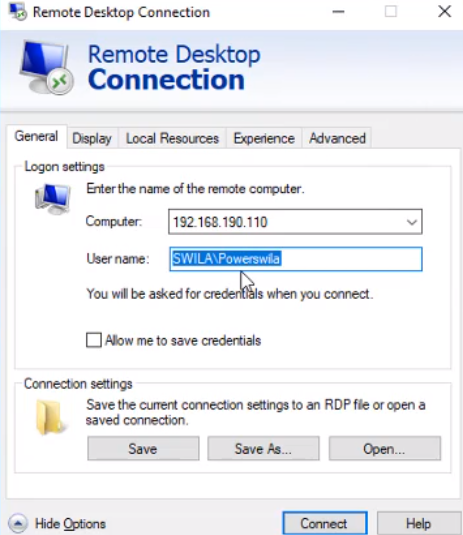 Remote Desktop Connection
Remote Desktop
Connection
General Display Local Resources Experience Advanced
Logon settings
Enter the name of the remote computer.
Computer: 192.168.190.110
User name: SWILA\Powerswila
You will be asked for credentials when you connect.
Allow me to save credentials
Connection settings
Save the current connection settings to an RDP file or open a
saved connection.
Save Save As... Open...
Hide Options Connect Help